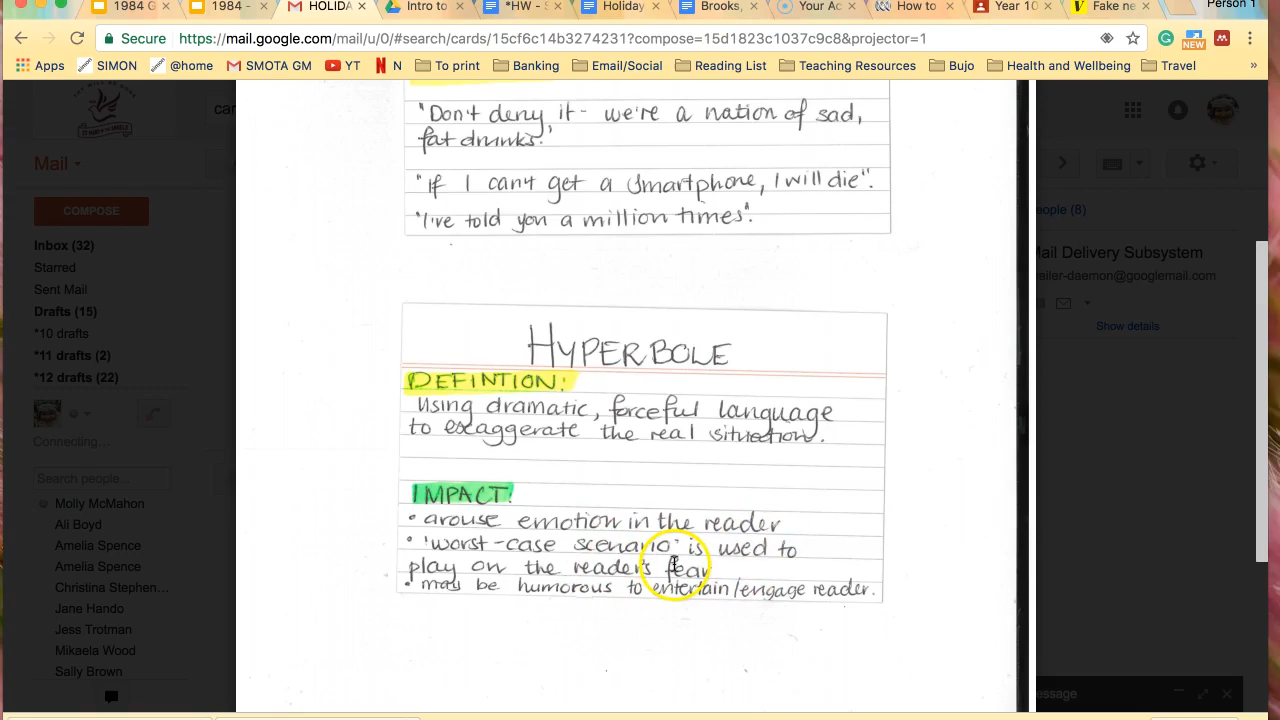 1984 G
1984 -
HOLIDA
Intro to
*HW - S
Holiday
Brooks,
Your Ac
How to
Year 10
Fake ne
Person 1
Secure
https://mail.google.com/mail/u/0/#search/cards/15cf6c14b3274231?compose=15d1823c1037c9c8&projector=1
NEW
Apps
SIMON
@home
SMOTA GM
YT
N
To print
Banking
Email/Social
Reading List
Teaching Resources
Bujo
Health and Wellbeing
Travel
»
car
Mail
COMPOSE
Inbox (32)
Starred
Sent Mail
Drafts (15)
*10 drafts
*11 drafts (2)
*12 drafts (22)
Connecting...
Search people...
Molly McMahon
Ali Boyd
Amelia Spence
Amelia Spence
Christina Stephen...
Jane Hando
Jess Trotman
Mikaela Wood
Sally Brown
"Don't deny it - we're a nation of sad,
fat drunks."
"If I can't get a smartphone, I will die".
"I've told you a million times".
HYPERBOLE
DEFINTION:
Using dramatic, forceful language
to exaggerate the real situation.
IMPACT:
• arouse emotion in the reader
• 'worst-case scenario' is used to
play on the reader's fear
• may be humorous to entertain/engage reader.
eople (8)
Mail Delivery Subsystem
ailer-daemon@googlemail.com
Show details
essage